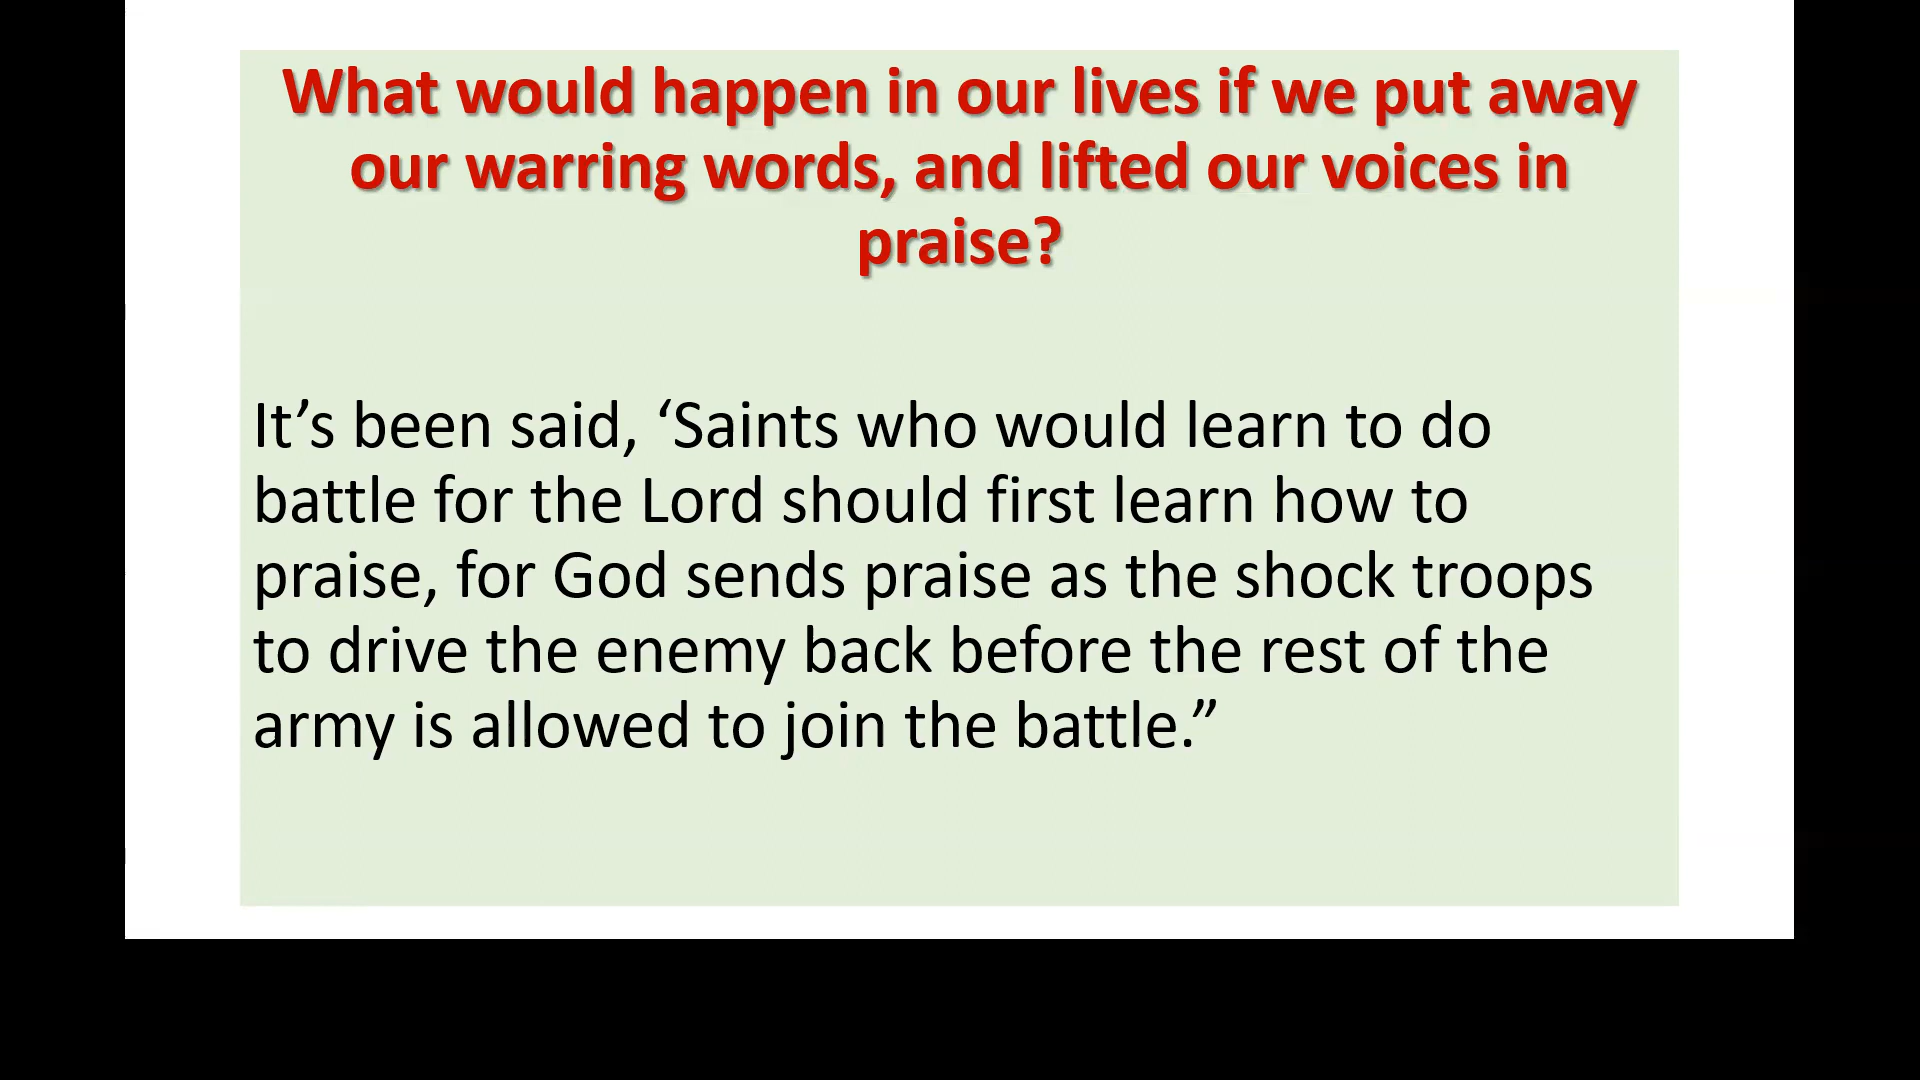 What would happen in our lives if we put away
our warring words, and lifted our voices in
praise?
It’s been said, ‘Saints who would learn to do
battle for the Lord should first learn how to
praise, for God sends praise as the shock troops
to drive the enemy back before the rest of the
army is allowed to join the battle.”